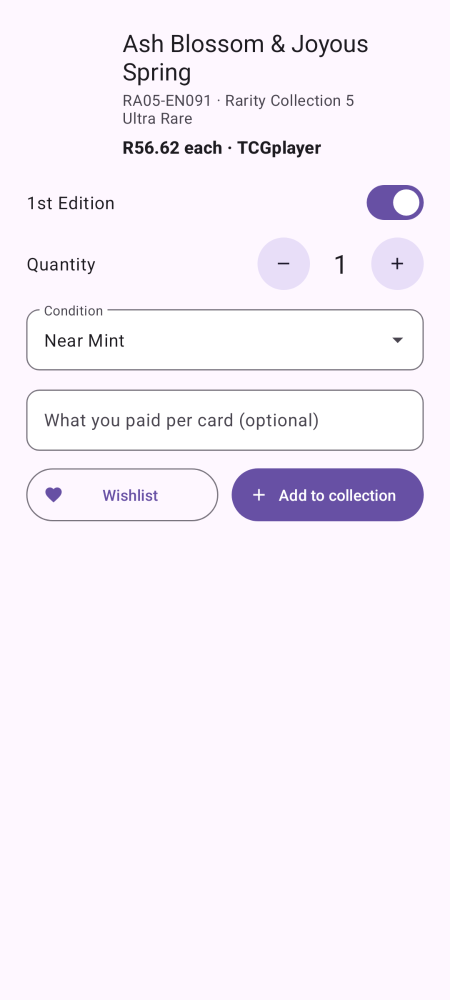 Ash Blossom & Joyous
Spring
RA05-EN091 · Rarity Collection 5
Ultra Rare
R56.62 each · TCGplayer
1st Edition
Quantity
− 1 +
Condition
Near Mint
What you paid per card (optional)
Wishlist
+ Add to collection